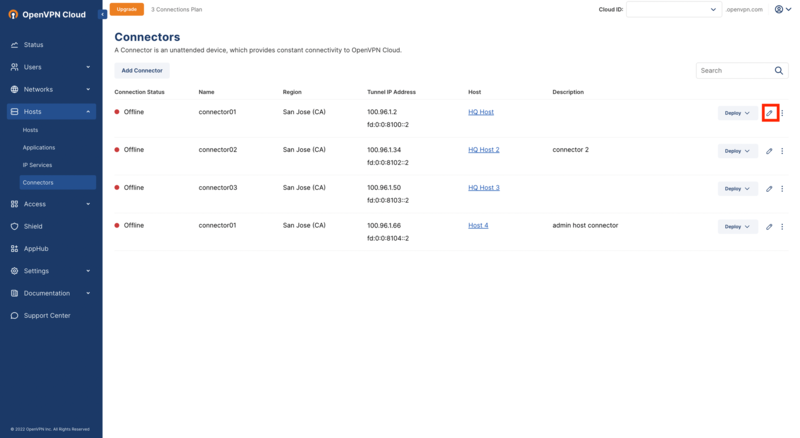 OpenVPN Cloud
Upgrade
3 Connections Plan
Cloud ID:
.openvpn.com
Status
Users
Networks
Hosts
Hosts
Applications
IP Services
Connectors
Access
Shield
AppHub
Settings
Documentation
Support Center
© 2022 OpenVPN Inc. All Rights Reserved
Connectors
A Connector is an unattended device, which provides constant connectivity to OpenVPN Cloud.
Add Connector
Search
Connection Status Name Region Tunnel IP Address Host Description
Offline connector01 San Jose (CA) 100.96.1.2 HQ Host Deploy
fd:0:0:8100::2
Offline connector02 San Jose (CA) 100.96.1.34 HQ Host 2 connector 2 Deploy
fd:0:0:8102::2
Offline connector03 San Jose (CA) 100.96.1.50 HQ Host 3 Deploy
fd:0:0:8103::2
Offline connector01 San Jose (CA) 100.96.1.66 Host 4 admin host connector Deploy
fd:0:0:8104::2